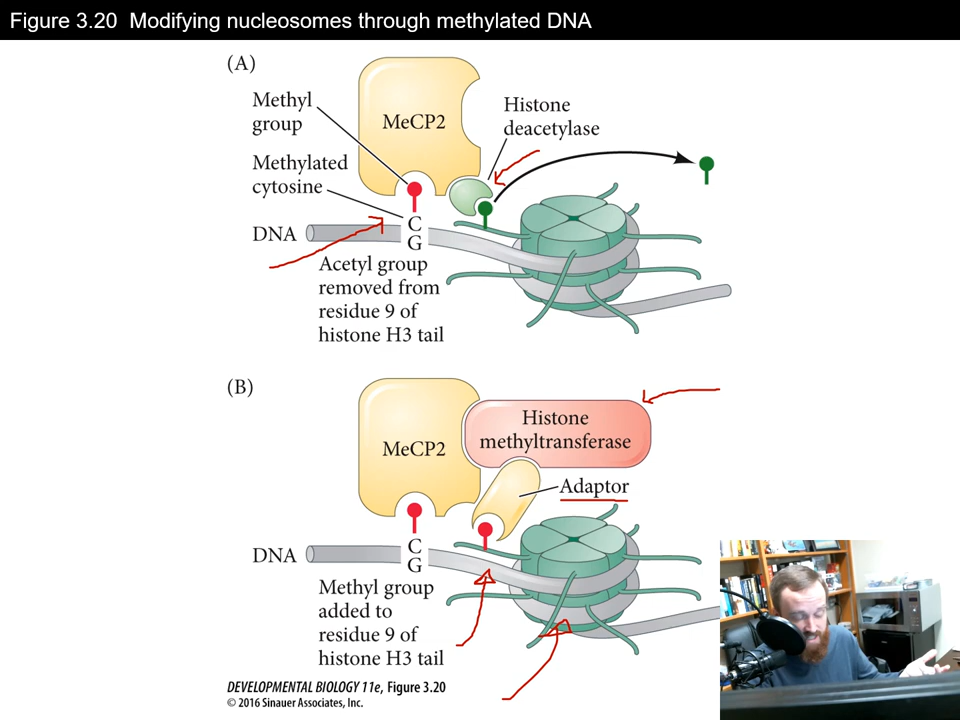 Figure 3.20 Modifying nucleosomes through methylated DNA
(A)
Methyl
group
MeCP2
Histone
deacetylase
Methylated
cytosine
C
DNA
G
Acetyl group
removed from
residue 9 of
histone H3 tail
(B)
Histone
methyltransferase
MeCP2
Adaptor
C
DNA
G
Methyl group
added to
residue 9 of
histone H3 tail
DEVELOPMENTAL BIOLOGY 11e, Figure 3.20
© 2016 Sinauer Associates, Inc.